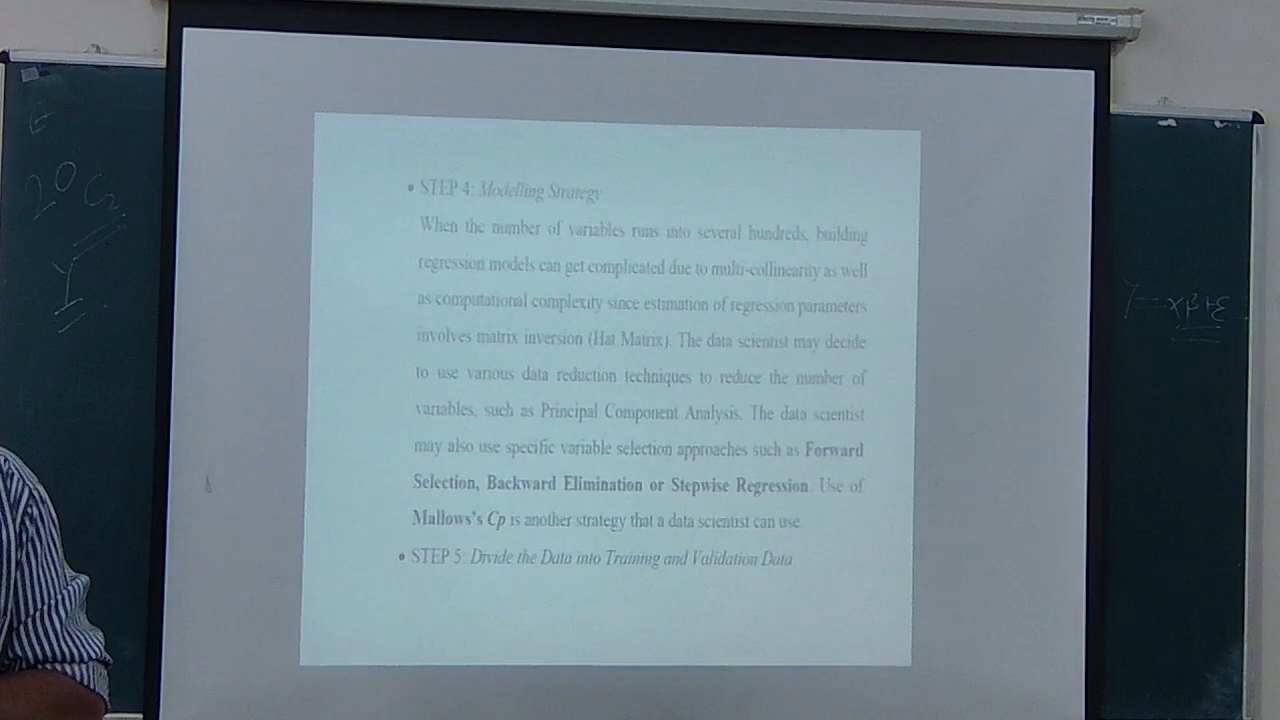 20C₂
Y
• STEP 4: Modelling Strategy
When the number of variables runs into several hundreds, building
regression models can get complicated due to multi-collinearity as well
as computational complexity since estimation of regression parameters
involves matrix inversion (Hat Matrix). The data scientist may decide
to use various data reduction techniques to reduce the number of
variables, such as Principal Component Analysis. The data scientist
may also use specific variable selection approaches such as Forward
Selection, Backward Elimination or Stepwise Regression. Use of
Mallows's Cp is another strategy that a data scientist can use.
• STEP 5: Divide the Data into Training and Validation Data
Y = Xβ+ε